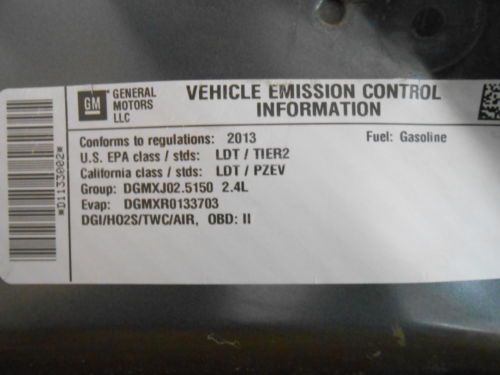 GM
GENERAL MOTORS LLC
VEHICLE EMISSION CONTROL INFORMATION
Conforms to regulations: 2013 Fuel: Gasoline
U.S. EPA class / stds: LDT / TIER2
California class / stds: LDT / PZEV
Group: DGMXJ02.5150 2.4L
Evap: DGMXR0133703
DGI/HO2S/TWC/AIR, OBD: II
*D1133002*